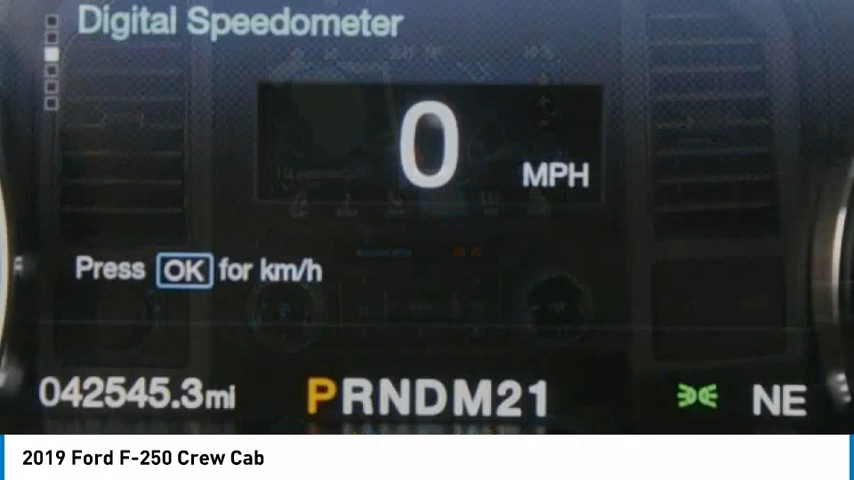 Digital Speedometer
0
MPH
Press OK for km/h
042545.3mi PRNDM21 NE
2019 Ford F-250 Crew Cab